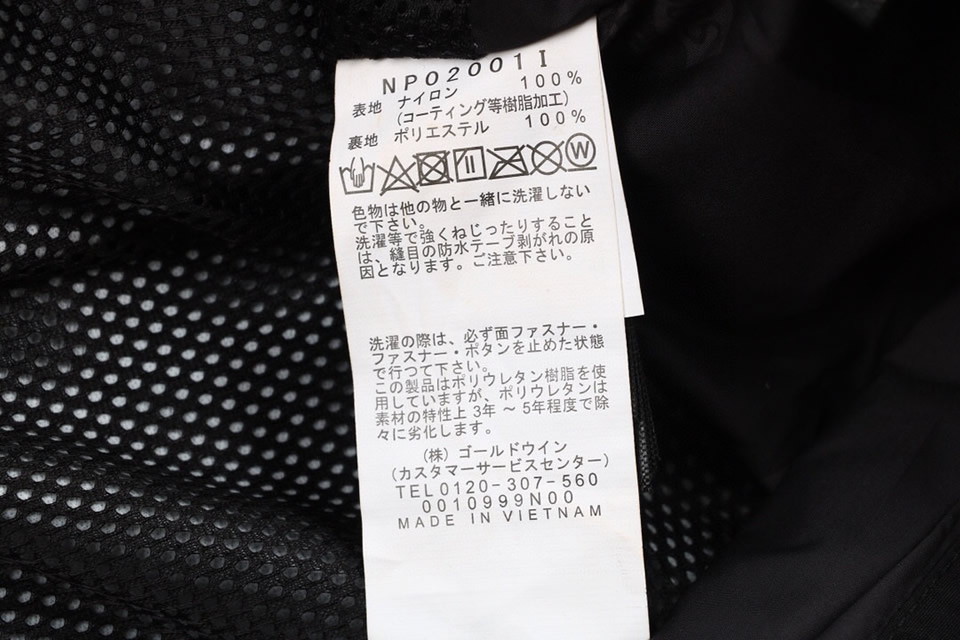 NP02001I
表地 ナイロン 100%
(コーティング等樹脂加工)
裏地 ポリエステル 100%
W
色物は他の物と一緒に洗濯しない
で下さい。
洗濯等で強くねじったりすること
は、縫目の防水テープ剥がれの原
因となります。ご注意下さい。
洗濯の際は、必ず面ファスナー・
ファスナー・ボタンを止めた状態
で行つて下さい。
この製品はポリウレタン樹脂を使
用していますが、ポリウレタンは
素材の特性上 3年 〜 5年程度で除
々に劣化します。
(株) ゴールドウイン
(カスタマーサービスセンター)
TEL0120-307-560
0010999N00
MADE IN VIETNAM